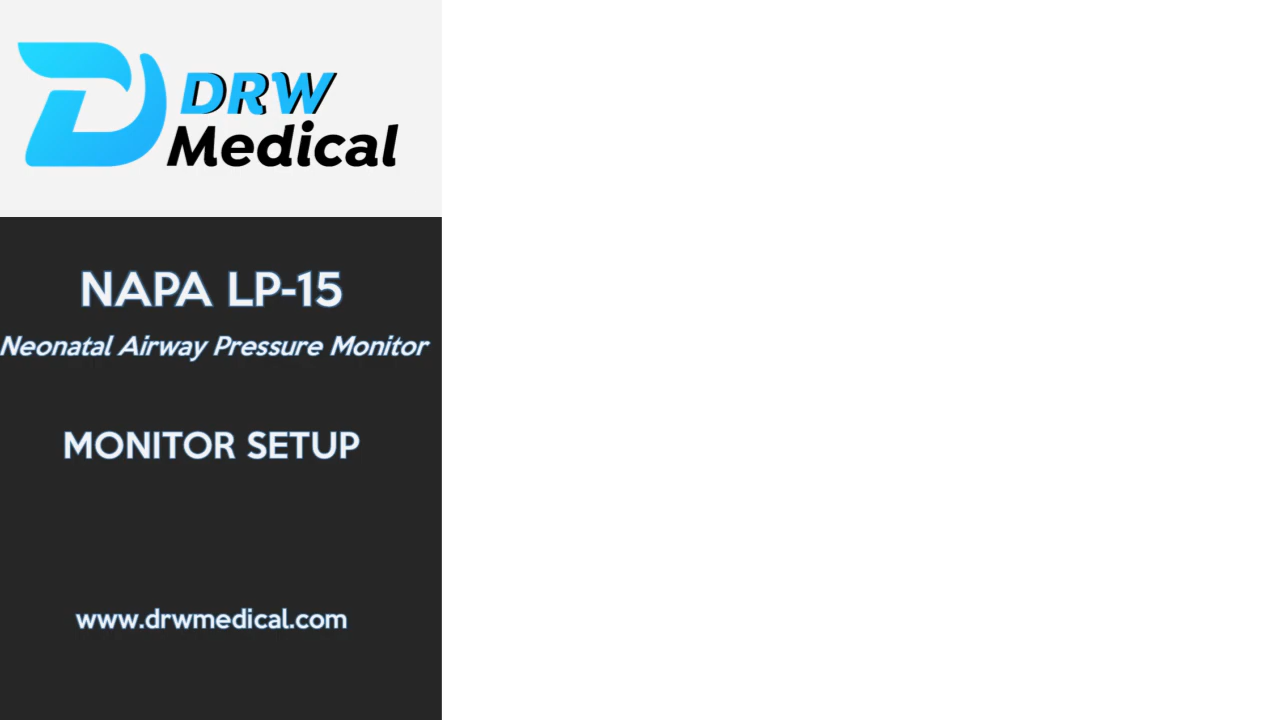 DRW
Medical
NAPA LP-15
Neonatal Airway Pressure Monitor
MONITOR SETUP
www.drwmedical.com